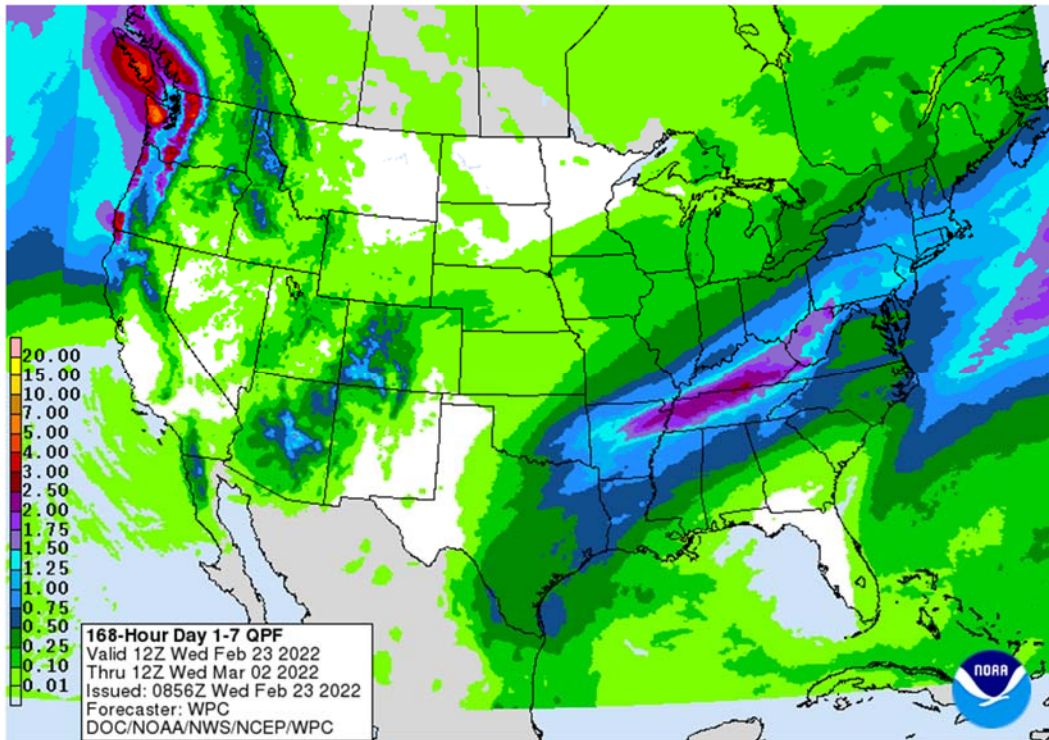 20.00
15.00
10.00
7.00
5.00
4.00
3.00
2.50
2.00
1.75
1.50
1.25
1.00
0.75
0.50
0.25
0.10
0.01
168-Hour Day 1-7 QPF
Valid 12Z Wed Feb 23 2022
Thru 12Z Wed Mar 02 2022
Issued: 0856Z Wed Feb 23 2022
Forecaster: WPC
DOC/NOAA/NWS/NCEP/WPC
NOAA